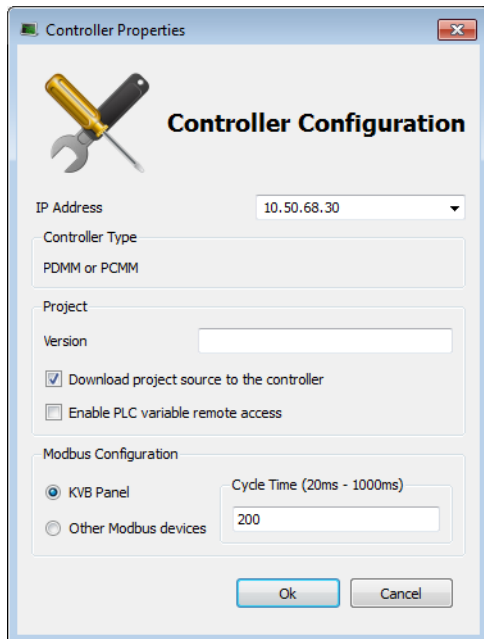 Controller Properties
Controller Configuration
IP Address 10.50.68.30
Controller Type
PDMM or PCMM
Project
Version
Download project source to the controller
Enable PLC variable remote access
Modbus Configuration
KVB Panel
Other Modbus devices
Cycle Time (20ms - 1000ms)
200
Ok Cancel